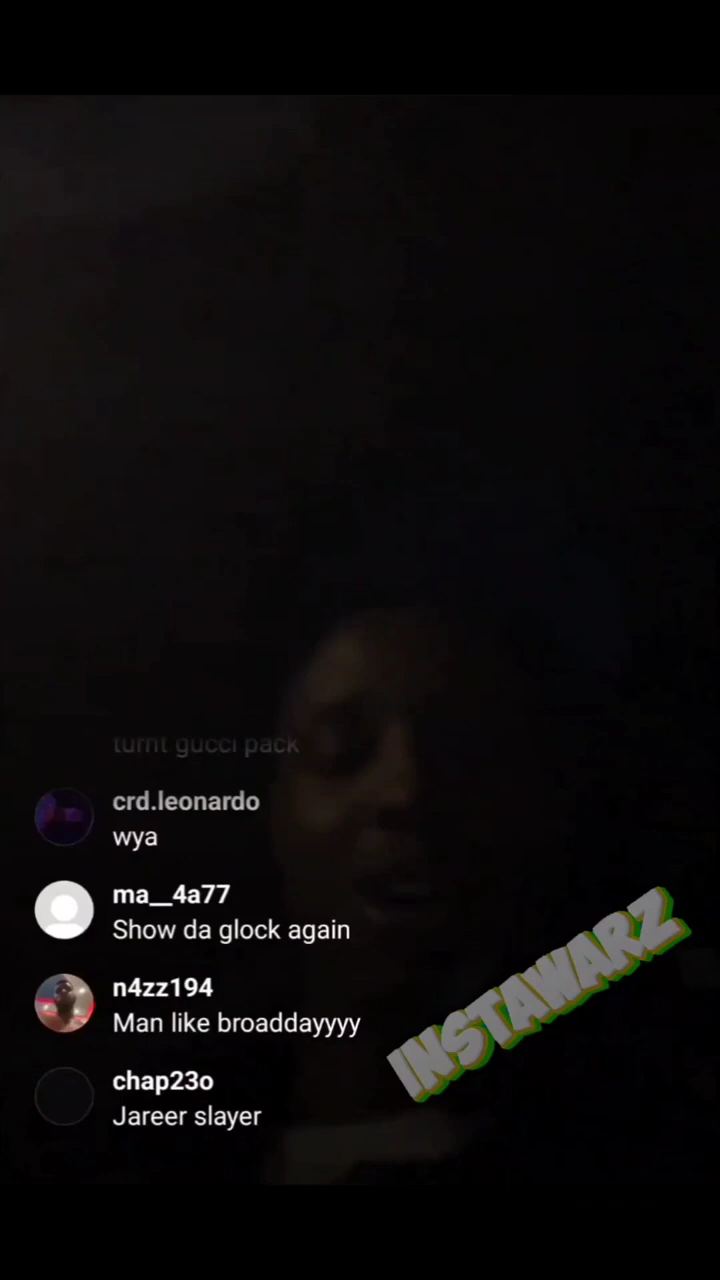 turnt gucci pack
crd.leonardo
wya
ma__4a77
Show da glock again
n4zz194
Man like broaddayyyy
chap23o
Jareer slayer
INSTAWARZ